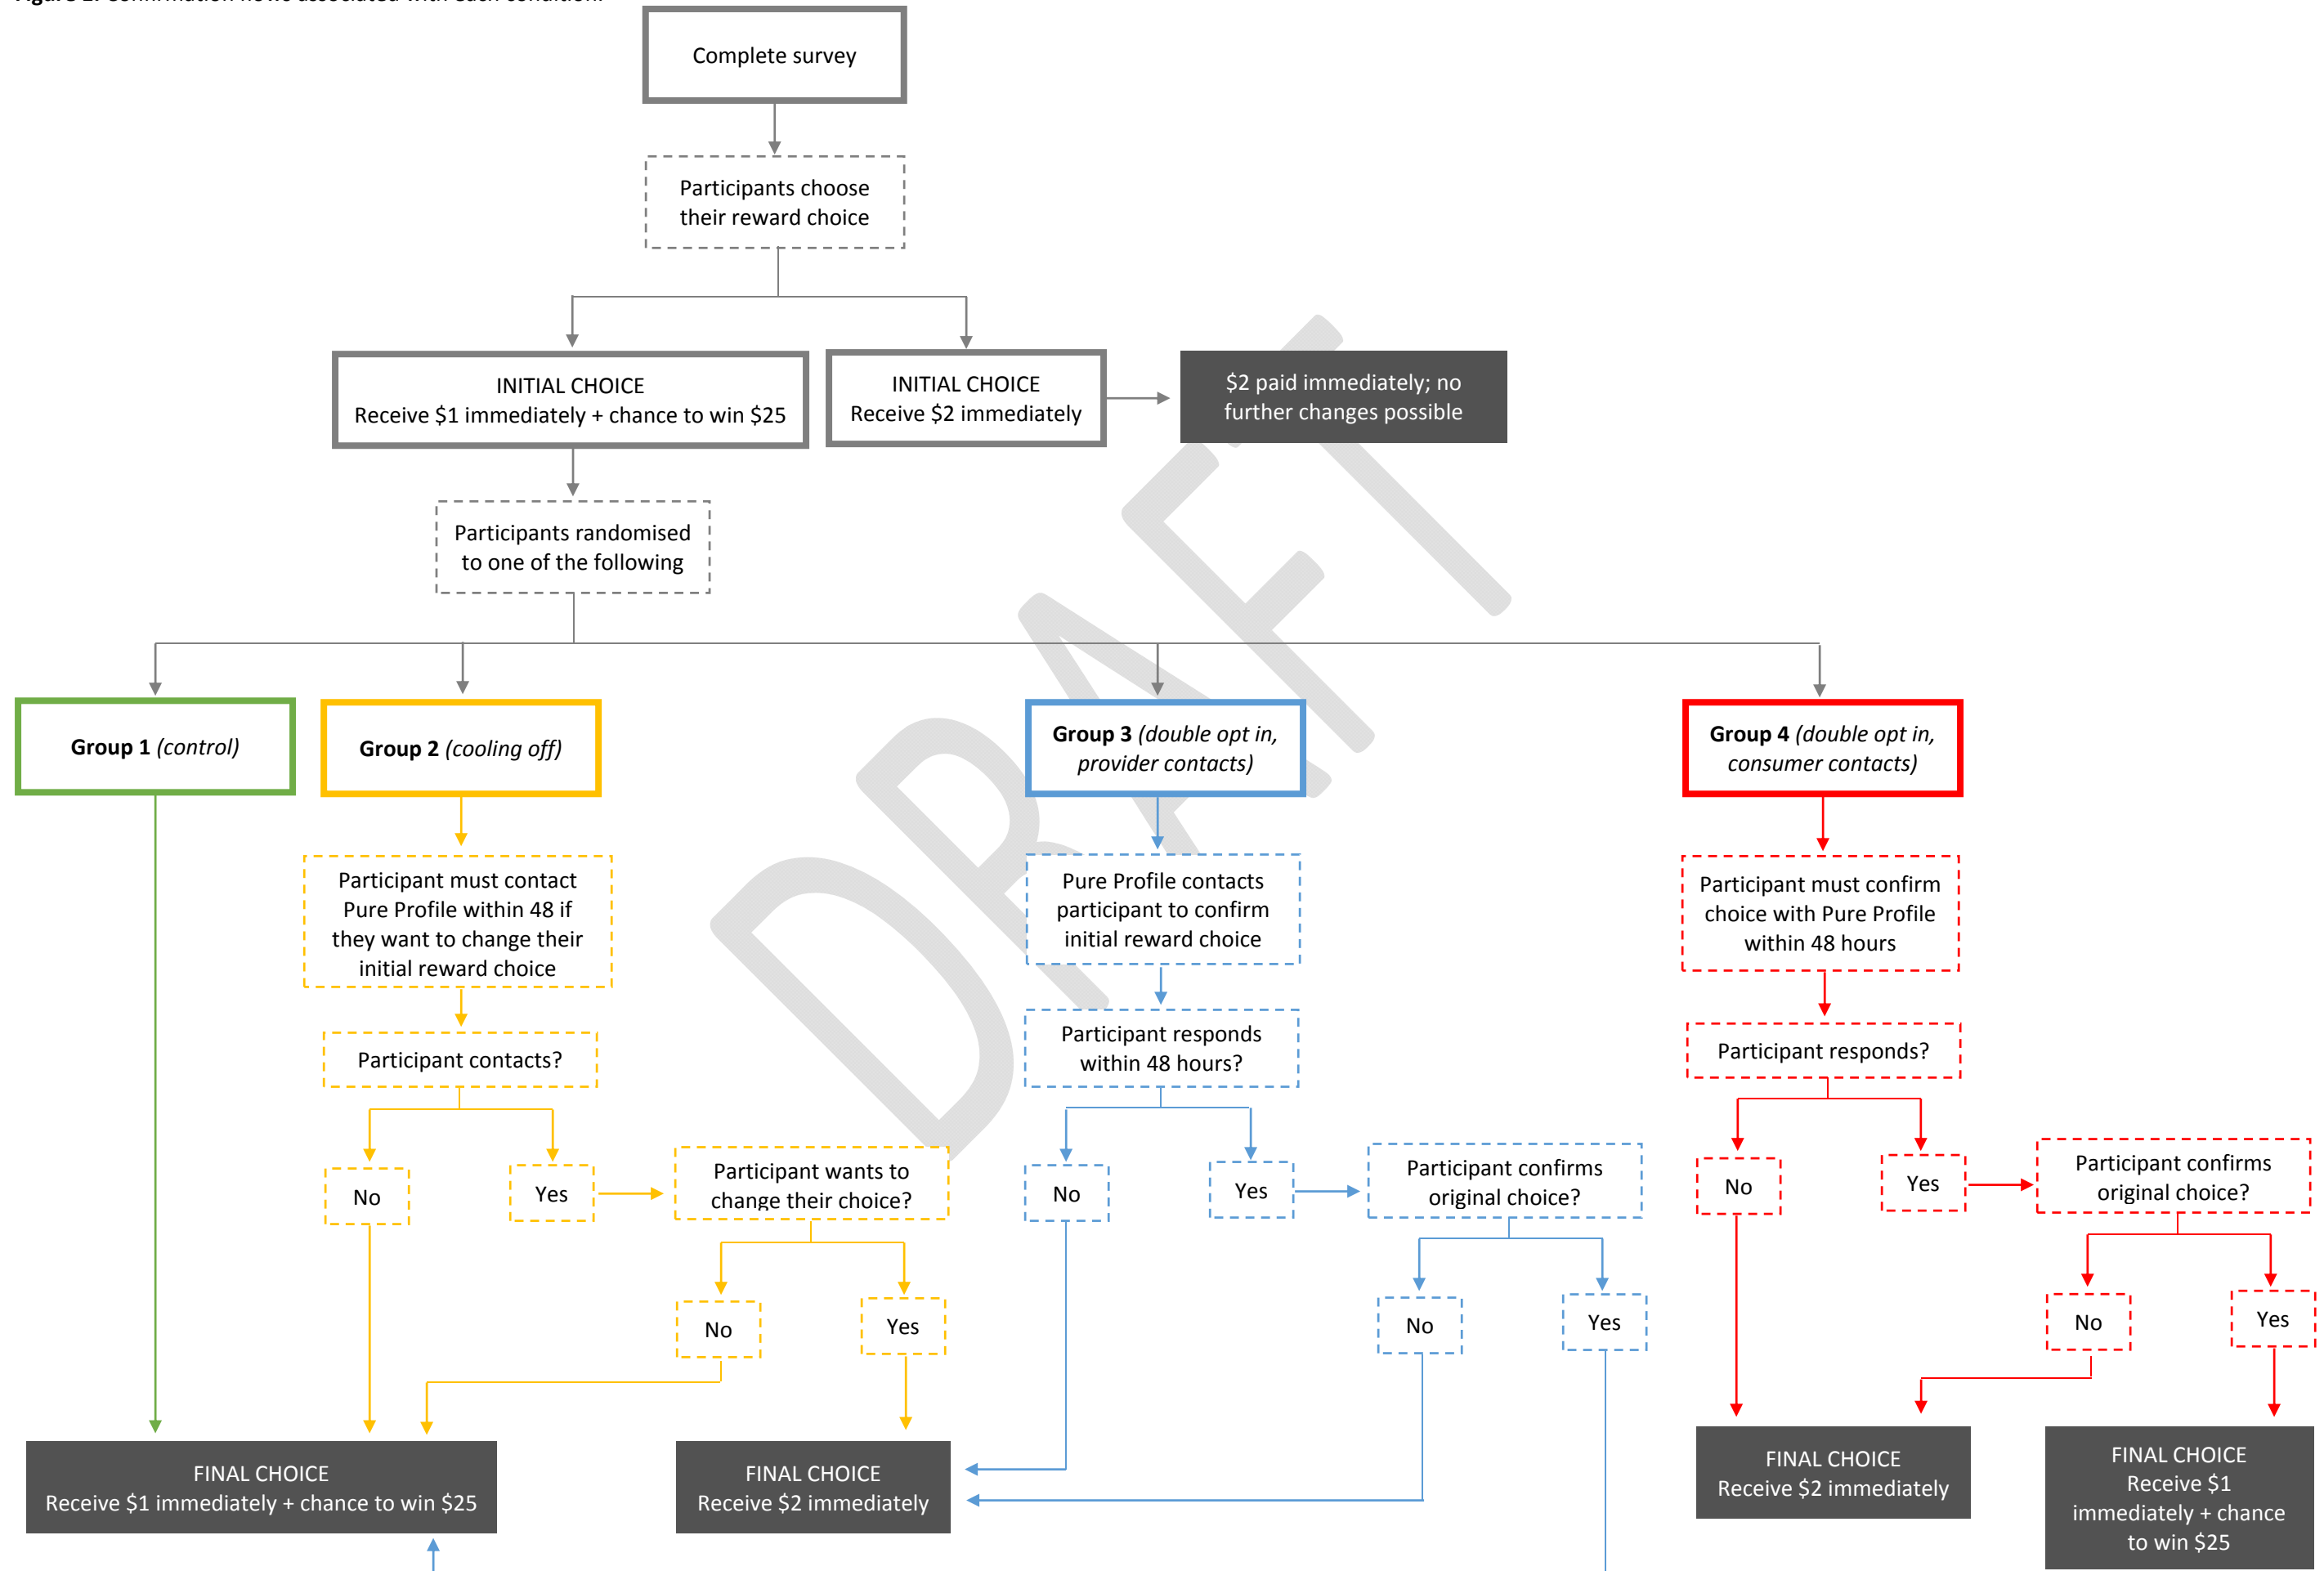 Complete survey
Participants choose
their reward choice
INITIAL CHOICE
Receive $1 immediately + chance to win $25
INITIAL CHOICE
Receive $2 immediately
$2 paid immediately; no
further changes possible
Participants randomised
to one of the following
DRAFT
Group 1 (control)
Group 2 (cooling off)
Group 3 (double opt in,
provider contacts)
Group 4 (double opt in,
consumer contacts)
Participant must contact
Pure Profile within 48 if
they want to change their
initial reward choice
Pure Profile contacts
participant to confirm
initial reward choice
Participant must confirm
choice with Pure Profile
within 48 hours
Participant contacts?
Participant responds
within 48 hours?
Participant responds?
No
Yes
Participant wants to
change their choice?
No
Yes
Participant confirms
original choice?
No
Yes
Participant confirms
original choice?
No
Yes
No
Yes
No
Yes
FINAL CHOICE
Receive $1 immediately + chance to win $25
FINAL CHOICE
Receive $2 immediately
FINAL CHOICE
Receive $2 immediately
FINAL CHOICE
Receive $1
immediately + chance
to win $25